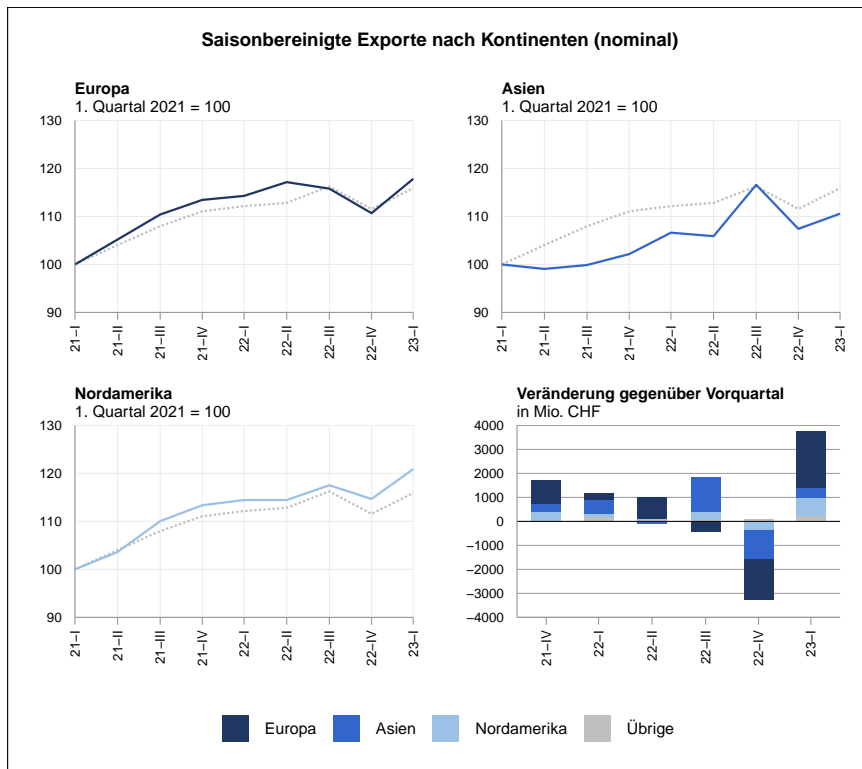 Saisonbereinigte Exporte nach Kontinenten (nominal)
Europa
1. Quartal 2021 = 100
130
120
110
100
90
21–I
21–II
21–III
21–IV
22–I
22–II
22–III
22–IV
23–I
Asien
1. Quartal 2021 = 100
130
120
110
100
90
21–I
21–II
21–III
21–IV
22–I
22–II
22–III
22–IV
23–I
Nordamerika
1. Quartal 2021 = 100
130
120
110
100
90
21–I
21–II
21–III
21–IV
22–I
22–II
22–III
22–IV
23–I
Veränderung gegenüber Vorquartal
in Mio. CHF
4000
3000
2000
1000
0
−1000
−2000
−3000
−4000
21–IV
22–I
22–II
22–III
22–IV
23–I
Europa
Asien
Nordamerika
Übrige